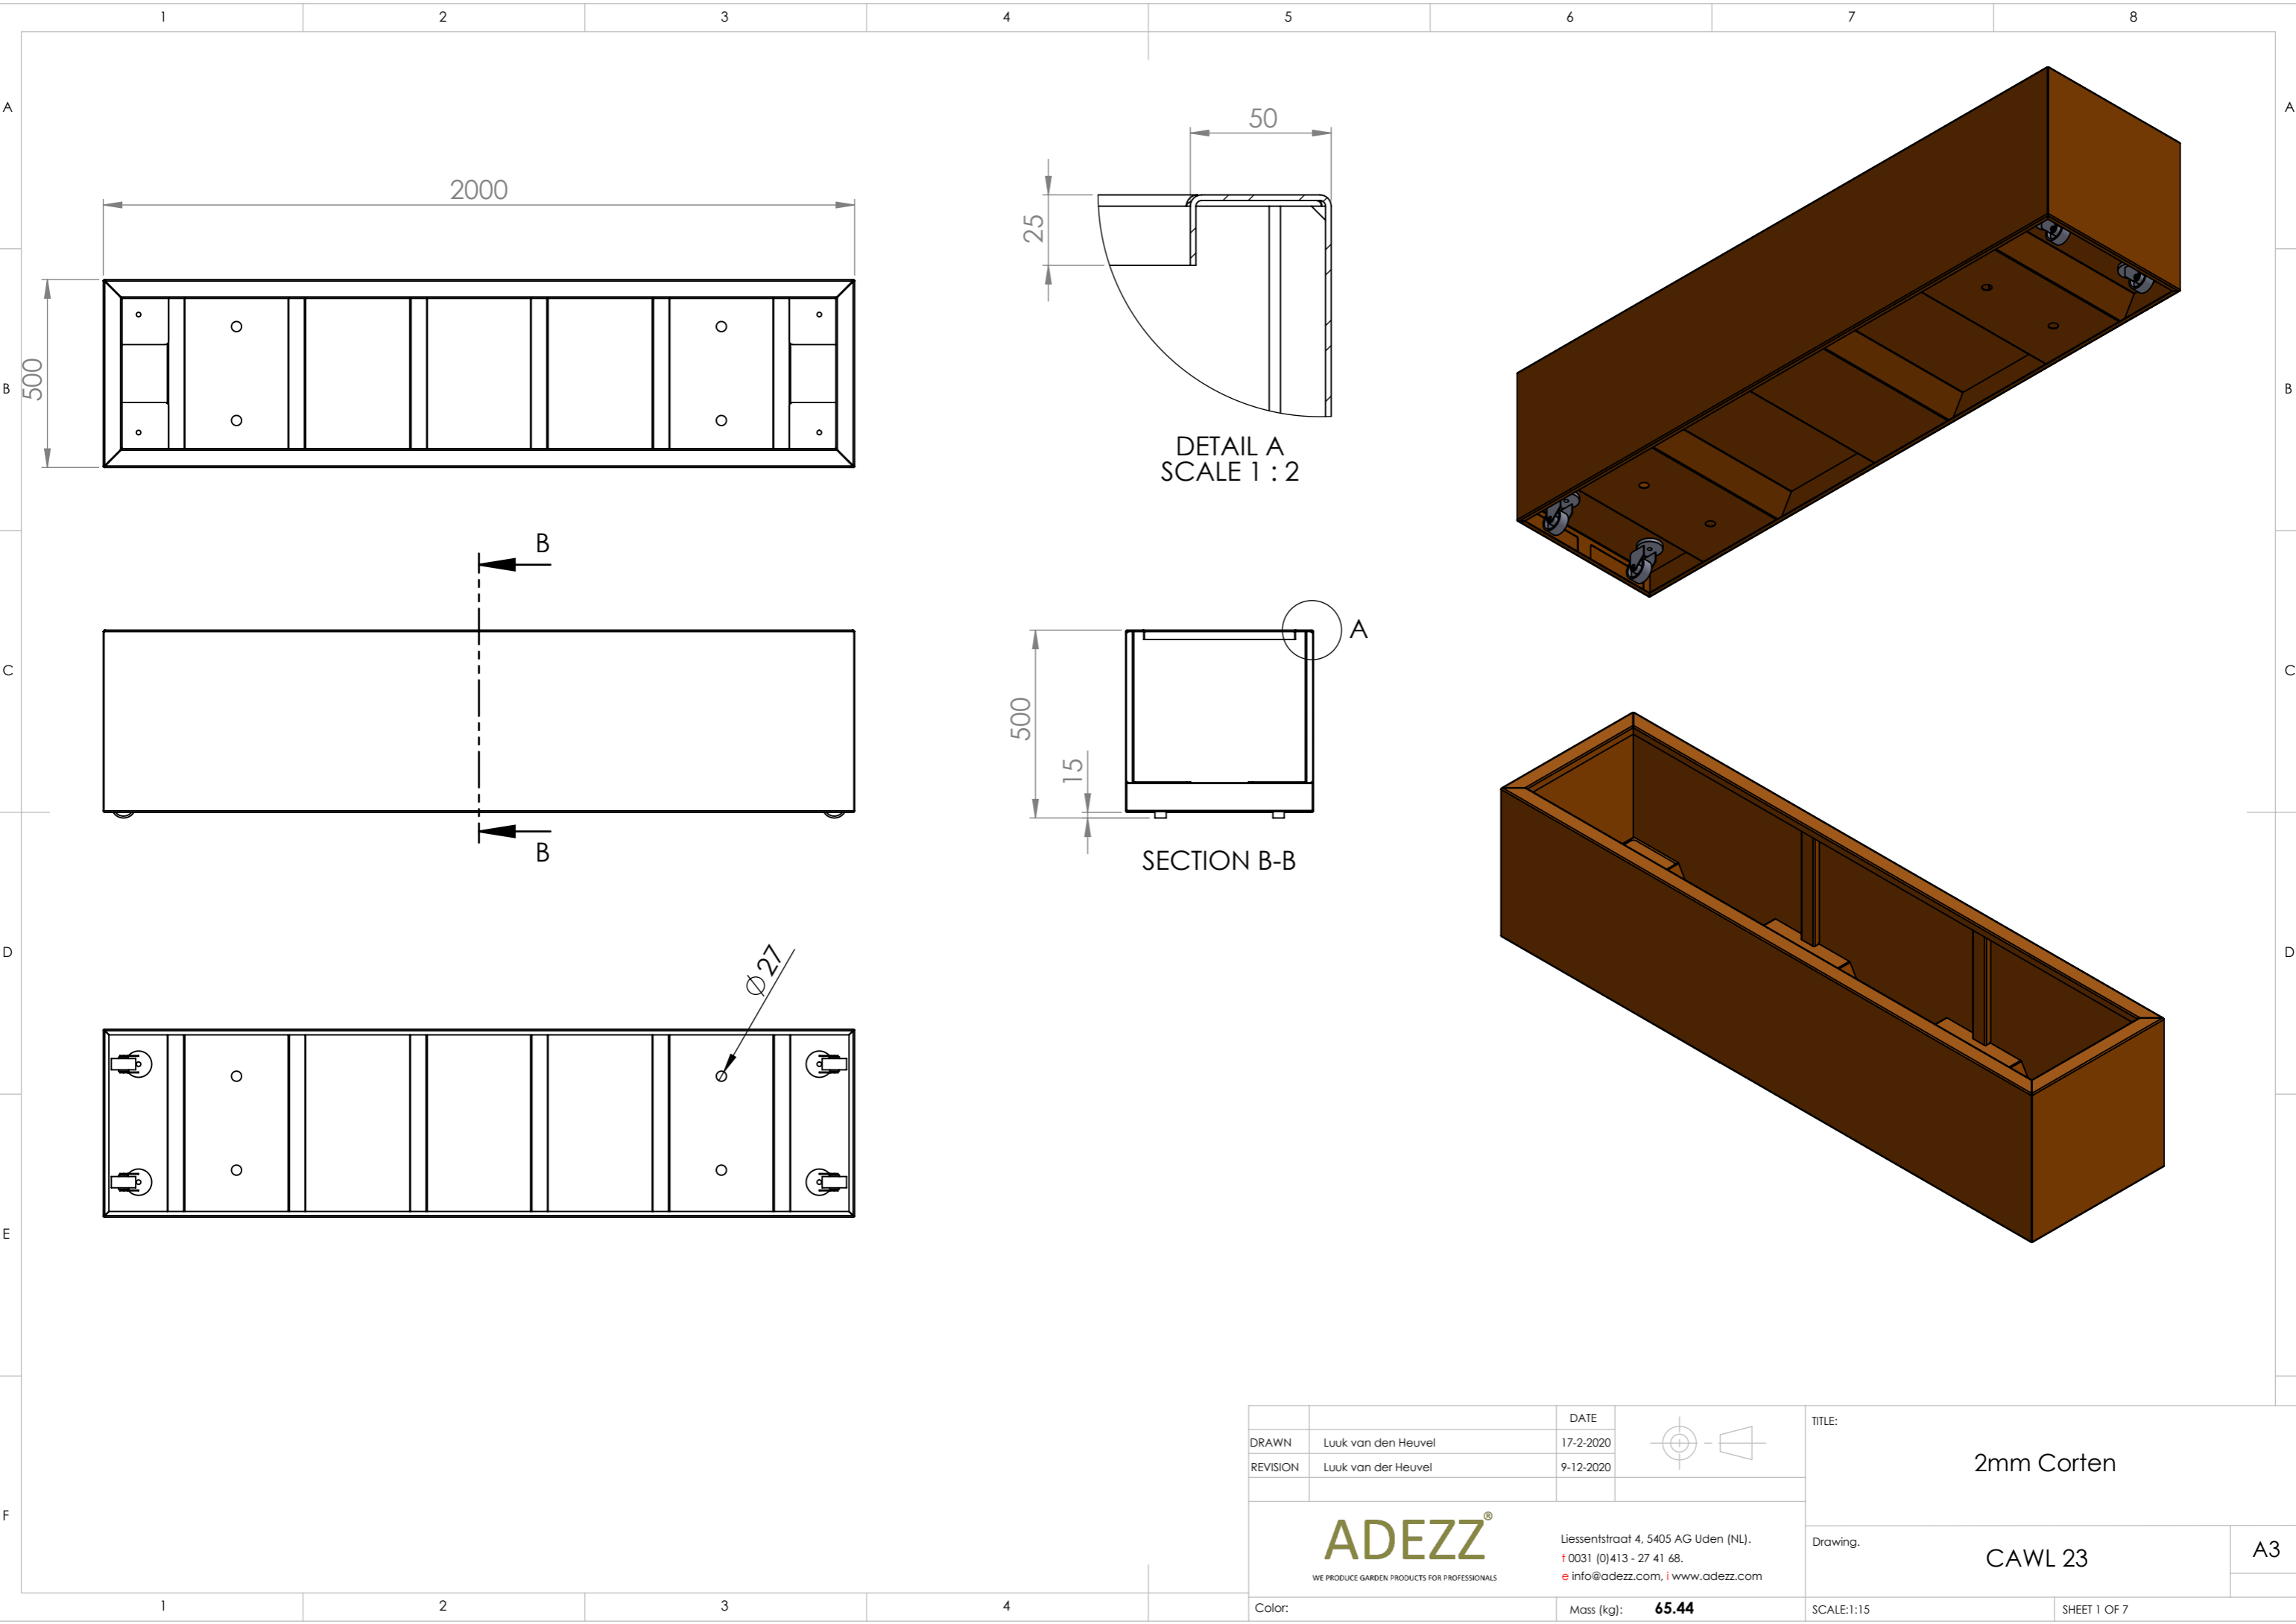 1 2 3 4 5 6 7 8
A A
50
2000
25
500
B B
DETAIL A
SCALE 1 : 2
B
A
C C
500
15
B
SECTION B-B
D D
Ø 27
E
F
DATE
DRAWN Luuk van den Heuvel 17-2-2020
REVISION Luuk van der Heuvel 9-12-2020
TITLE:
2mm Corten
ADEZZ®
WE PRODUCE GARDEN PRODUCTS FOR PROFESSIONALS
Liessentstraat 4, 5405 AG Uden (NL).
t 0031 (0)413 - 27 41 68.
e info@adezz.com, i www.adezz.com
Drawing.
CAWL 23
A3
Color:
Mass (kg): 65.44
SCALE:1:15
SHEET 1 OF 7
1 2 3 4